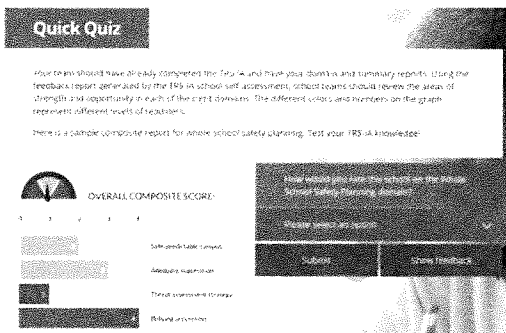 Quick Quiz
Your team should have already completed the TRS-IA and have your domain and summary reports. Using the
feedback report generated by the TRS-IA school self assessment, school teams should review the areas of
strength and opportunity in each of the eight domains. The different colors and numbers on the graph
represent different levels of readiness.
Here is a sample composite report for whole school safety planning. Test your TRS-IA knowledge!
OVERALL COMPOSITE SCORE:
How would you rate this school on the Whole
School Safety Planning domain?
Please select an option
Submit
Show feedback
Safe predictable campus
Adequate supervision
Threat assessment strategy
Bullying prevention